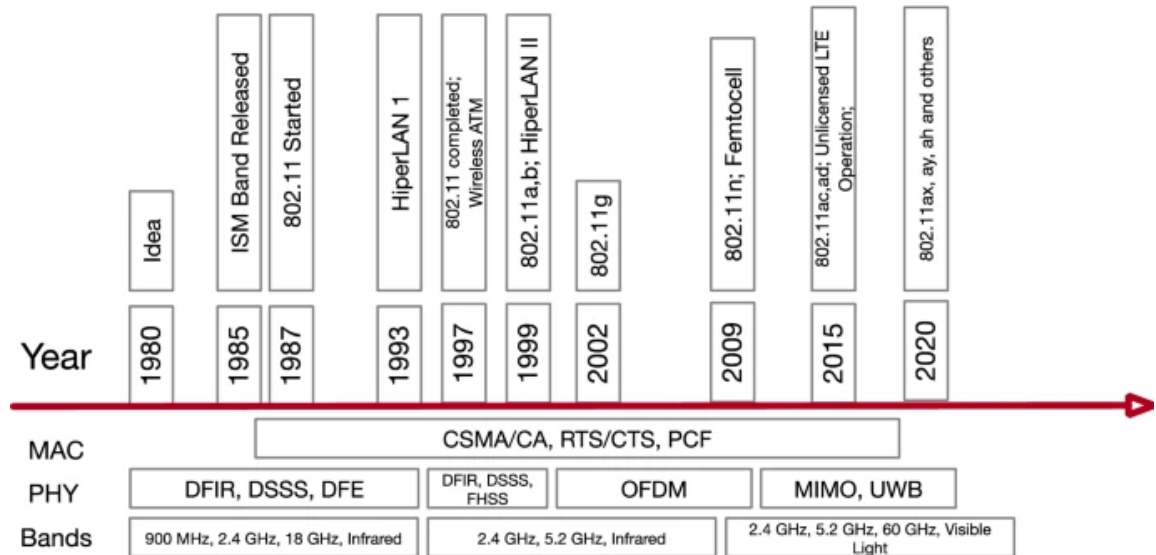 Idea
ISM Band Released
802.11 Started
HiperLAN 1
802.11 completed;
Wireless ATM
802.11a,b; HiperLAN II
802.11g
802.11n; Femtocell
802.11ac,ad; Unlicensed LTE
Operation;
802.11ax, ay, ah and others
Year
1980
1985
1987
1993
1997
1999
2002
2009
2015
2020
MAC
CSMA/CA, RTS/CTS, PCF
PHY
DFIR, DSSS, DFE
DFIR, DSSS,
FHSS
OFDM
MIMO, UWB
Bands
900 MHz, 2.4 GHz, 18 GHz, Infrared
2.4 GHz, 5.2 GHz, Infrared
2.4 GHz, 5.2 GHz, 60 GHz, Visible
Light